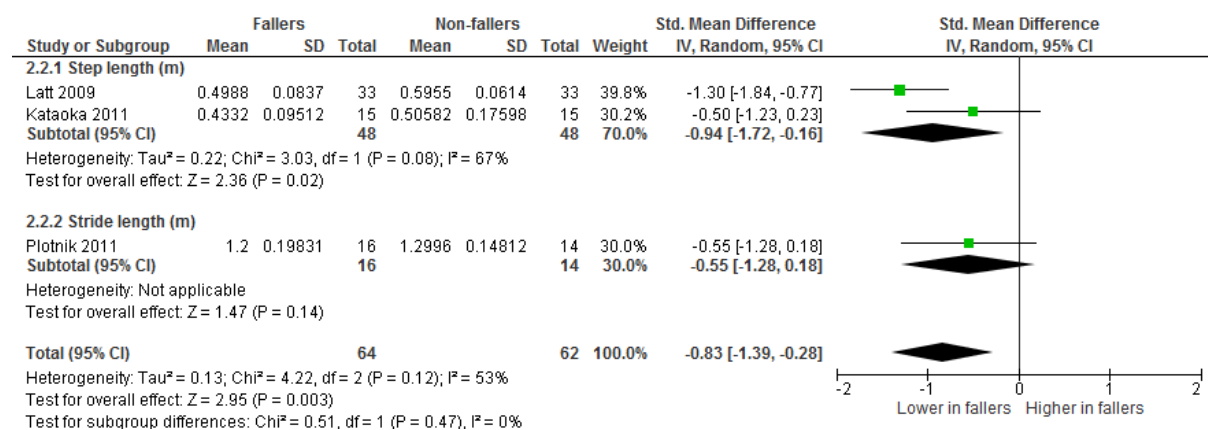 Fallers Non-fallers Std. Mean Difference Std. Mean Difference
Study or Subgroup Mean SD Total Mean SD Total Weight IV, Random, 95% CI IV, Random, 95% CI
2.2.1 Step length (m)
Latt 2009 0.4988 0.0837 33 0.5955 0.0614 33 39.8% -1.30 [-1.84, -0.77]
Kataoka 2011 0.4332 0.09512 15 0.50582 0.17598 15 30.2% -0.50 [-1.23, 0.23]
Subtotal (95% CI) 48 48 70.0% -0.94 [-1.72, -0.16]
Heterogeneity: Tau² = 0.22; Chi² = 3.03, df = 1 (P = 0.08); I² = 67%
Test for overall effect: Z = 2.36 (P = 0.02)
2.2.2 Stride length (m)
Plotnik 2011 1.2 0.19831 16 1.2996 0.14812 14 30.0% -0.55 [-1.28, 0.18]
Subtotal (95% CI) 16 14 30.0% -0.55 [-1.28, 0.18]
Heterogeneity: Not applicable
Test for overall effect: Z = 1.47 (P = 0.14)
Total (95% CI) 64 62 100.0% -0.83 [-1.39, -0.28]
Heterogeneity: Tau² = 0.13; Chi² = 4.22, df = 2 (P = 0.12); I² = 53%
Test for overall effect: Z = 2.95 (P = 0.003)
Test for subgroup differences: Chi² = 0.51, df = 1 (P = 0.47), I² = 0%
-2 -1 0 1 2
Lower in fallers Higher in fallers